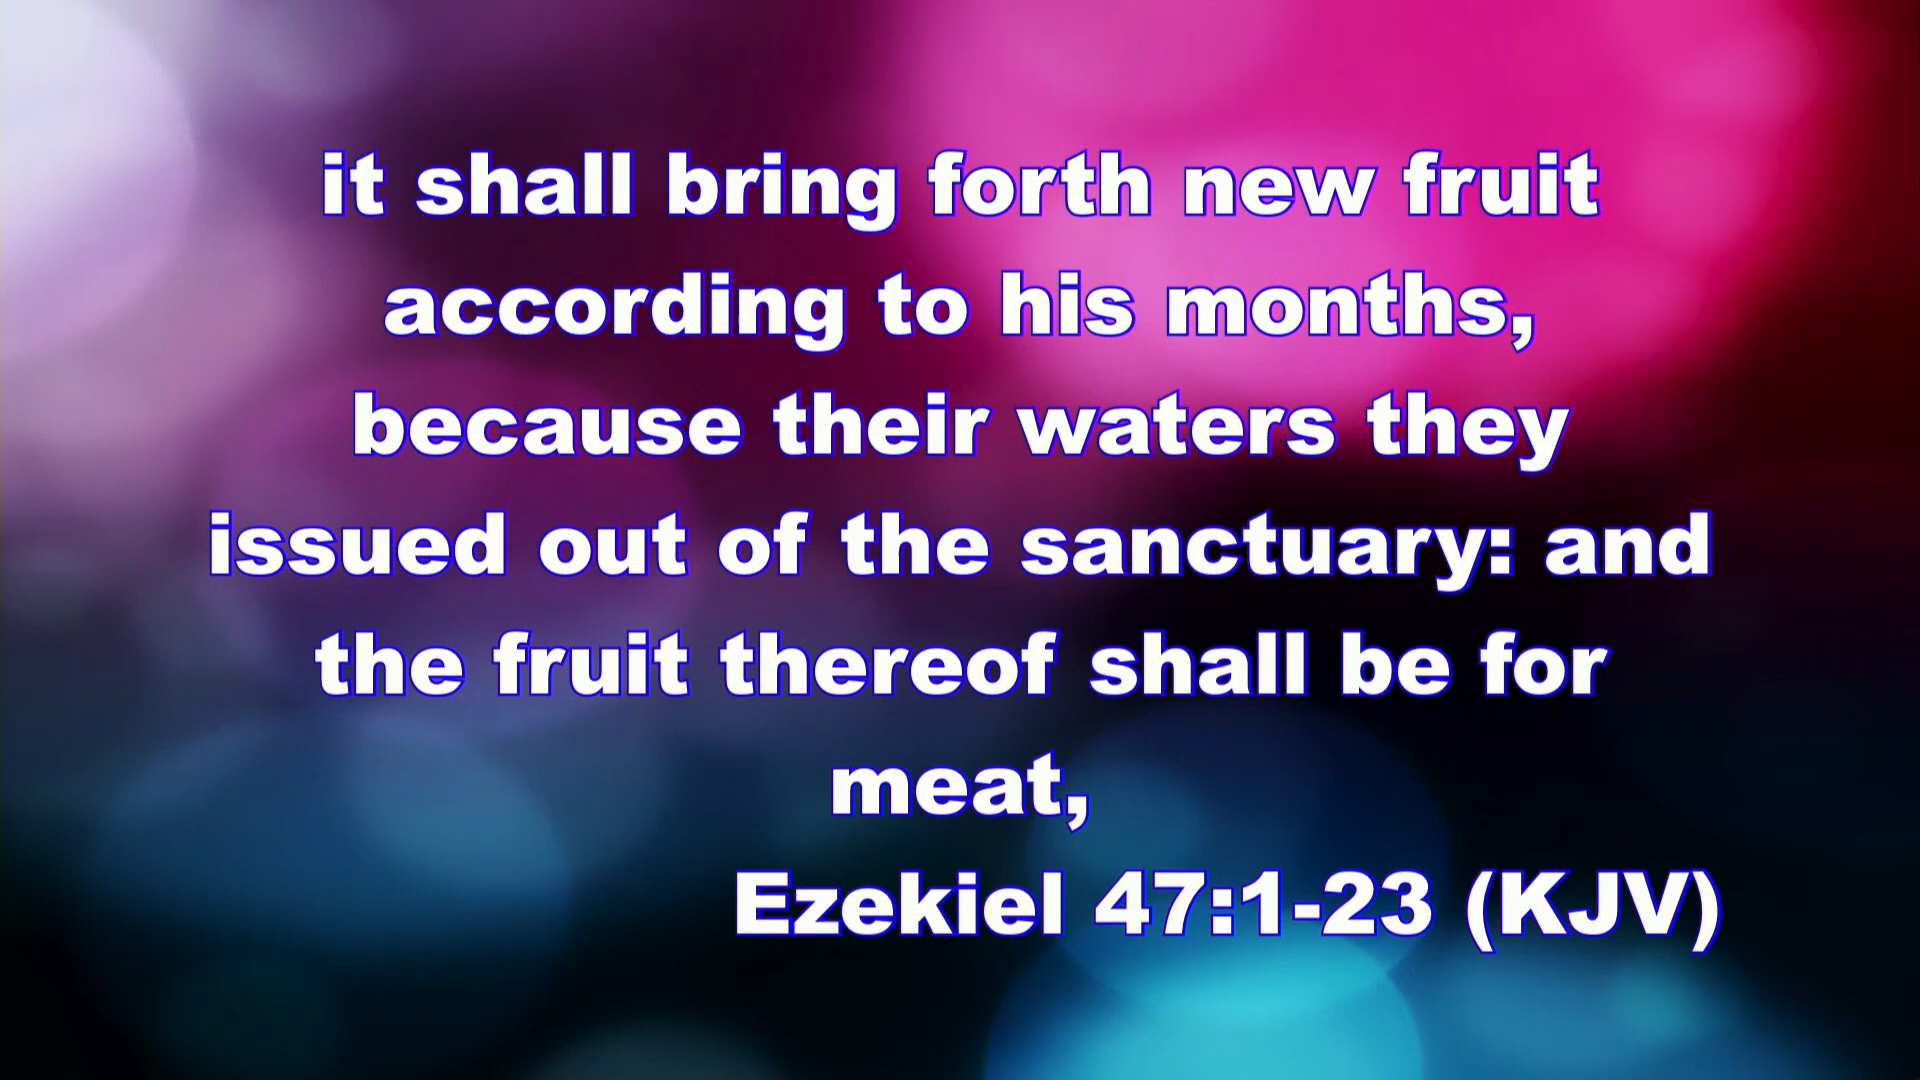 it shall bring forth new fruit
according to his months,
because their waters they
issued out of the sanctuary: and
the fruit thereof shall be for
meat,
Ezekiel 47:1-23 (KJV)